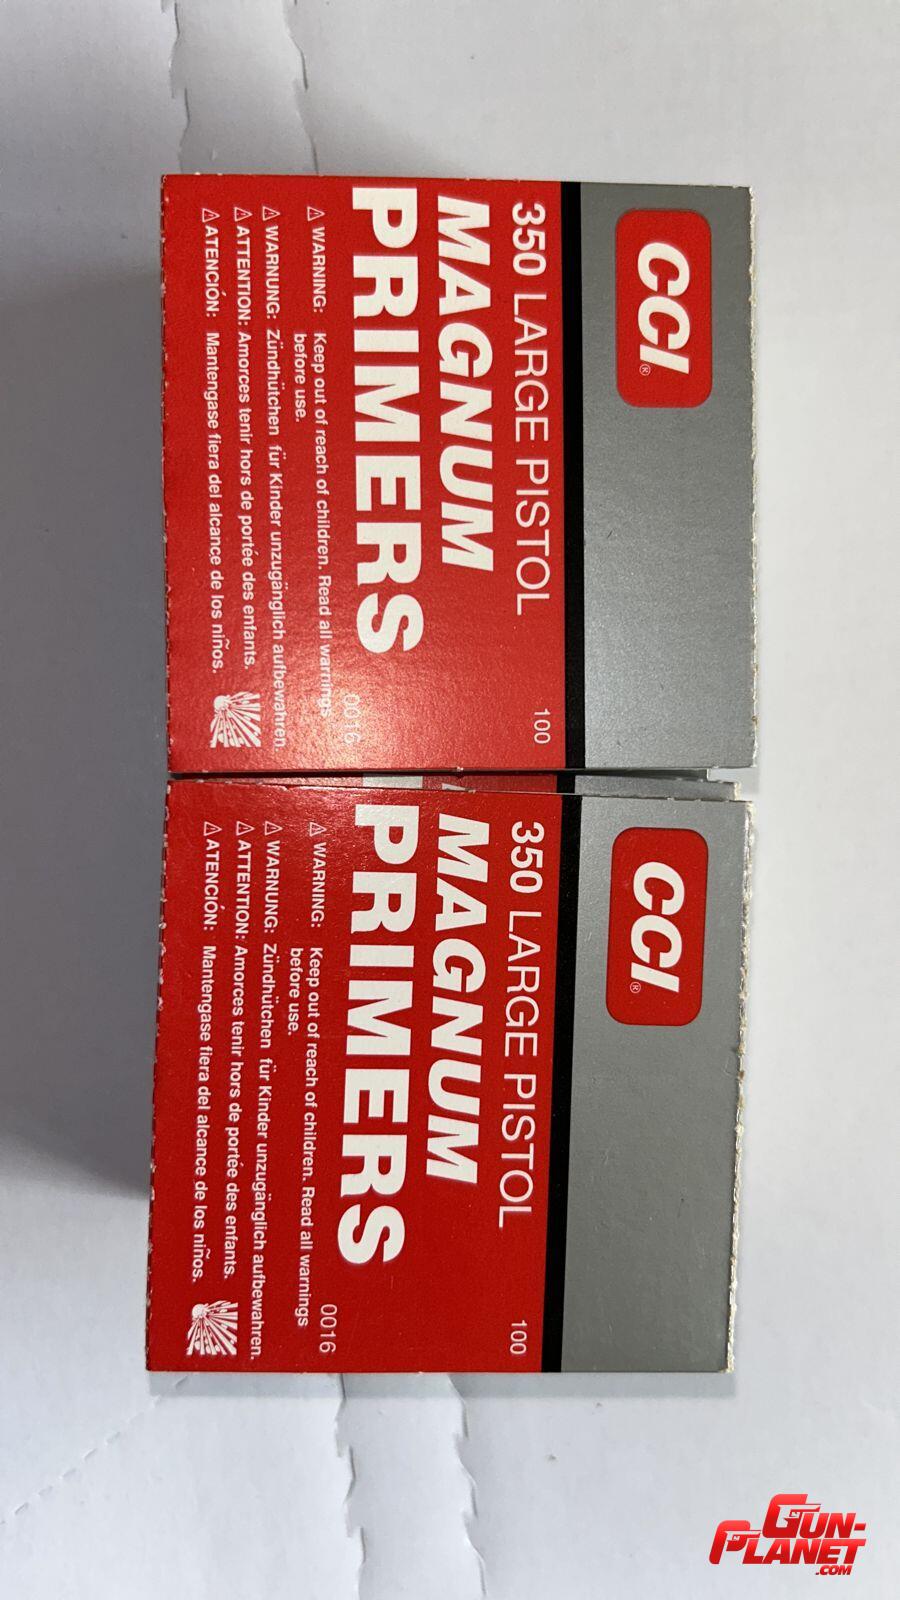 CCI®
350 LARGE PISTOL
100
MAGNUM
PRIMERS
0016
⚠ WARNING: Keep out of reach of children. Read all warnings
before use.
⚠ WARNUNG: Zündhütchen für Kinder unzugänglich aufbewahren.
⚠ ATTENTION: Amorces tenir hors de portée des enfants.
⚠ ATENCIÓN: Mantengase fiera del alcance de los niños.
CCI®
350 LARGE PISTOL
100
MAGNUM
PRIMERS
0016
⚠ WARNING: Keep out of reach of children. Read all warnings
before use.
⚠ WARNUNG: Zündhütchen für Kinder unzugänglich aufbewahren.
⚠ ATTENTION: Amorces tenir hors de portée des enfants.
⚠ ATENCIÓN: Mantengase fiera del alcance de los niños.
GUN-
PLANET
.COM